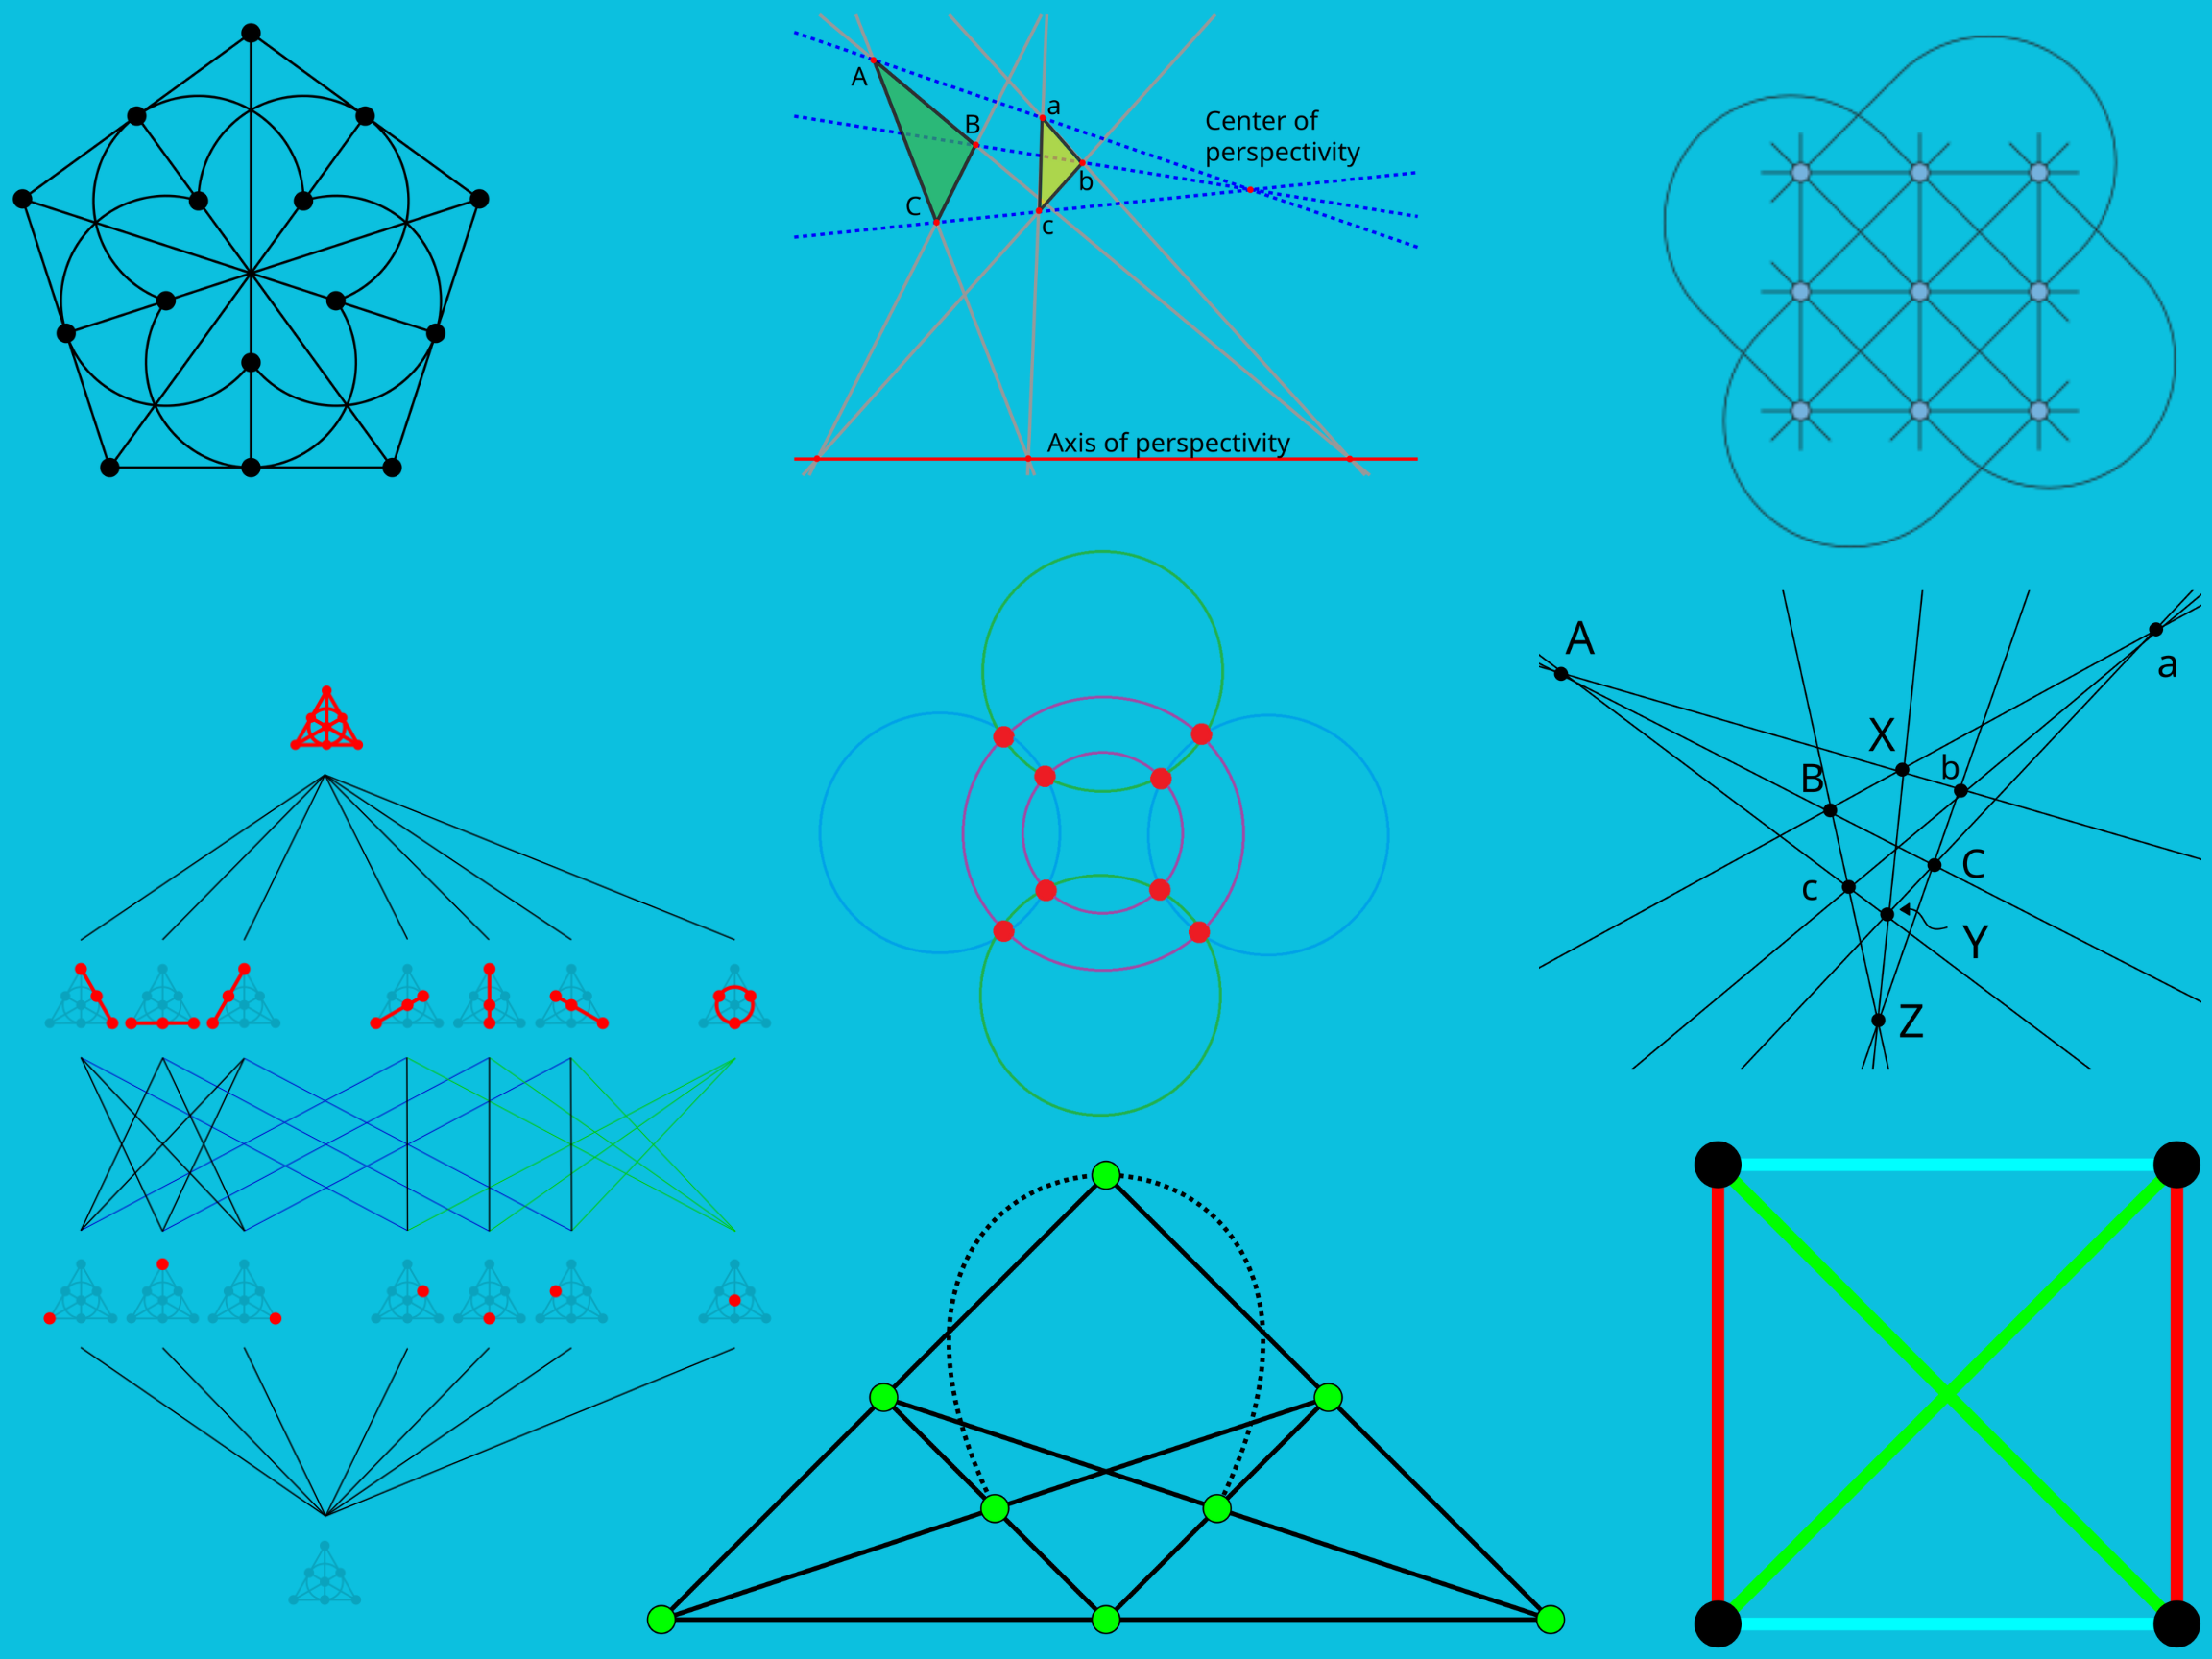 A
B
C
a
b
c
Center of
perspectivity
Axis of perspectivity
A
a
X
B
b
C
c
Y
Z